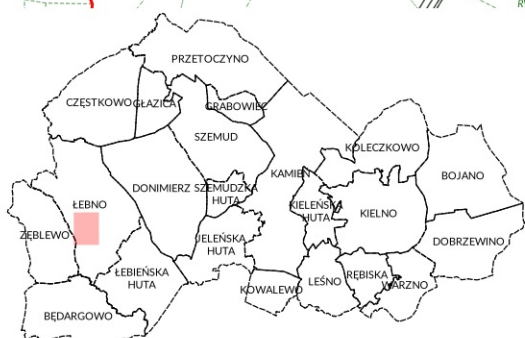 PRZETOCZYNO
CZĘSTKOWO
GŁAZICA
GRABOWIEC
SZEMUD
KOLECZKOWO
KAMIEŃ
BOJANO
DONIMIERZ
SZEMUDZKA
HUTA
ŁEBNO
KIELEŃSKA
HUTA
KIELNO
ZĘBLEWO
JELEŃSKA
HUTA
DOBRZEWINO
ŁEBIEŃSKA
HUTA
KOWALEWO
LEŚNO
RĘBISKA
WARZNO
BĘDARGOWO